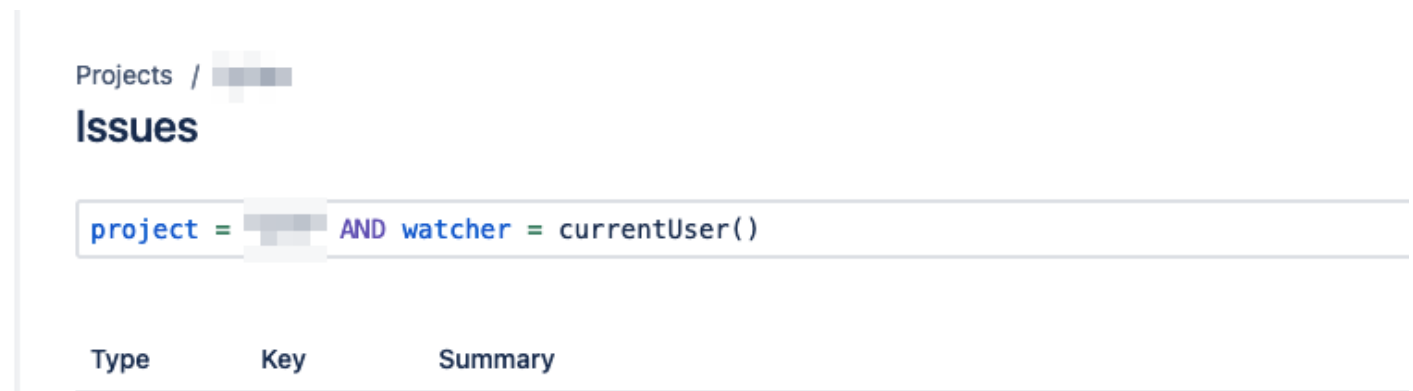 Projects /
Issues
project = AND watcher = currentUser()
Type Key Summary